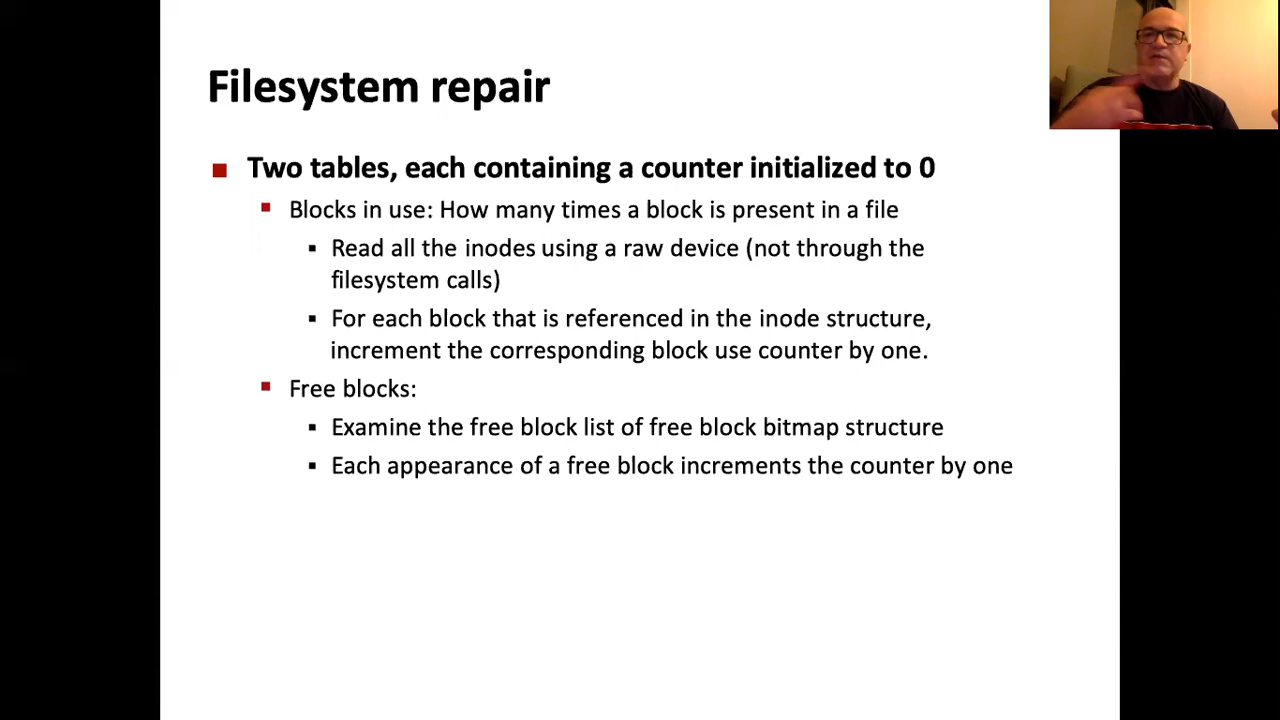 Filesystem repair
Two tables, each containing a counter initialized to 0
Blocks in use: How many times a block is present in a file
Read all the inodes using a raw device (not through the
filesystem calls)
For each block that is referenced in the inode structure,
increment the corresponding block use counter by one.
Free blocks:
Examine the free block list of free block bitmap structure
Each appearance of a free block increments the counter by one